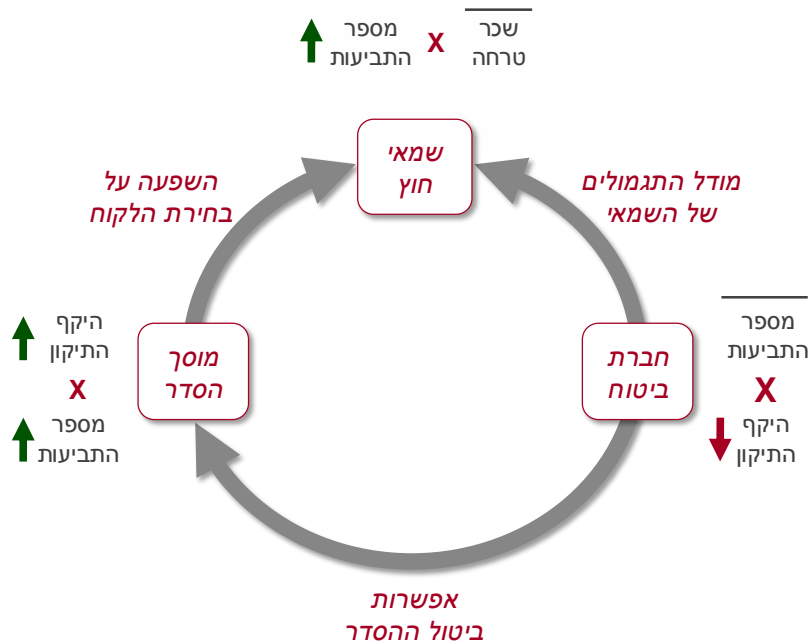 שכר
טרחה
X
מספר
התביעות
שמאי
חוץ
מודל התגמולים
של השמאי
השפעה על
בחירת הלקוח
חברת
ביטוח
מספר
התביעות
X
היקף
התיקון
מוסך
הסדר
היקף
התיקון
X
מספר
התביעות
אפשרות
ביטול ההסדר